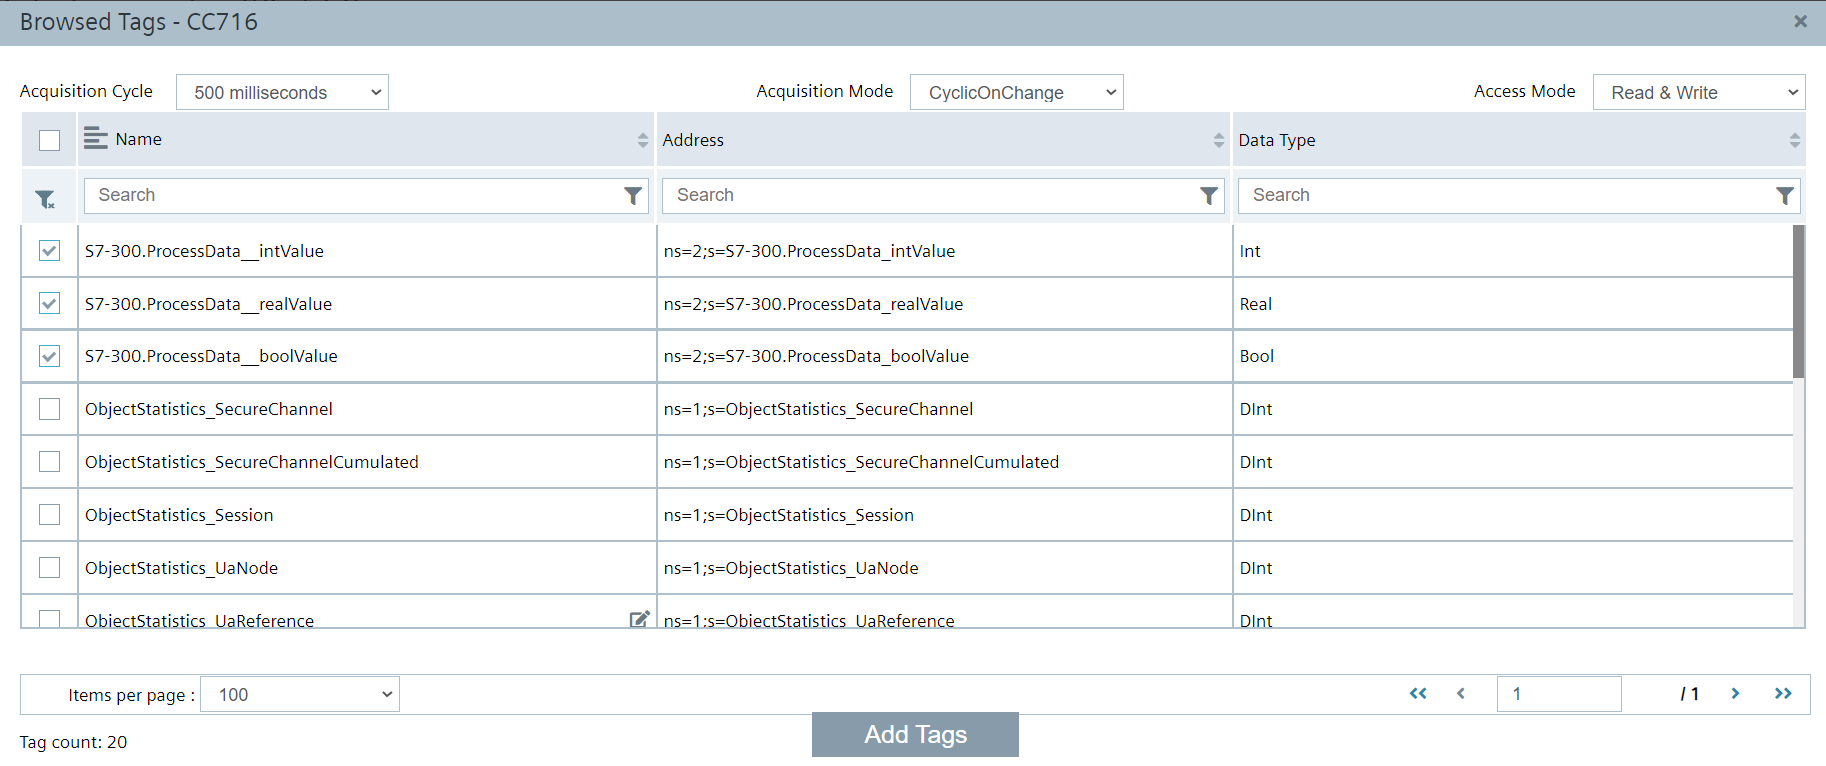 Browsed Tags - CC716
Acquisition Cycle 500 milliseconds Acquisition Mode CyclicOnChange Access Mode Read & Write
Name Address Data Type
Search Search Search
S7-300.ProcessData__intValue ns=2;s=S7-300.ProcessData_intValue Int
S7-300.ProcessData__realValue ns=2;s=S7-300.ProcessData_realValue Real
S7-300.ProcessData__boolValue ns=2;s=S7-300.ProcessData_boolValue Bool
ObjectStatistics_SecureChannel ns=1;s=ObjectStatistics_SecureChannel DInt
ObjectStatistics_SecureChannelCumulated ns=1;s=ObjectStatistics_SecureChannelCumulated DInt
ObjectStatistics_Session ns=1;s=ObjectStatistics_Session DInt
ObjectStatistics_UaNode ns=1;s=ObjectStatistics_UaNode DInt
ObjectStatistics_UaReference ns=1;s=ObjectStatistics_UaReference DInt
Items per page : 100 1 / 1
Add Tags
Tag count: 20